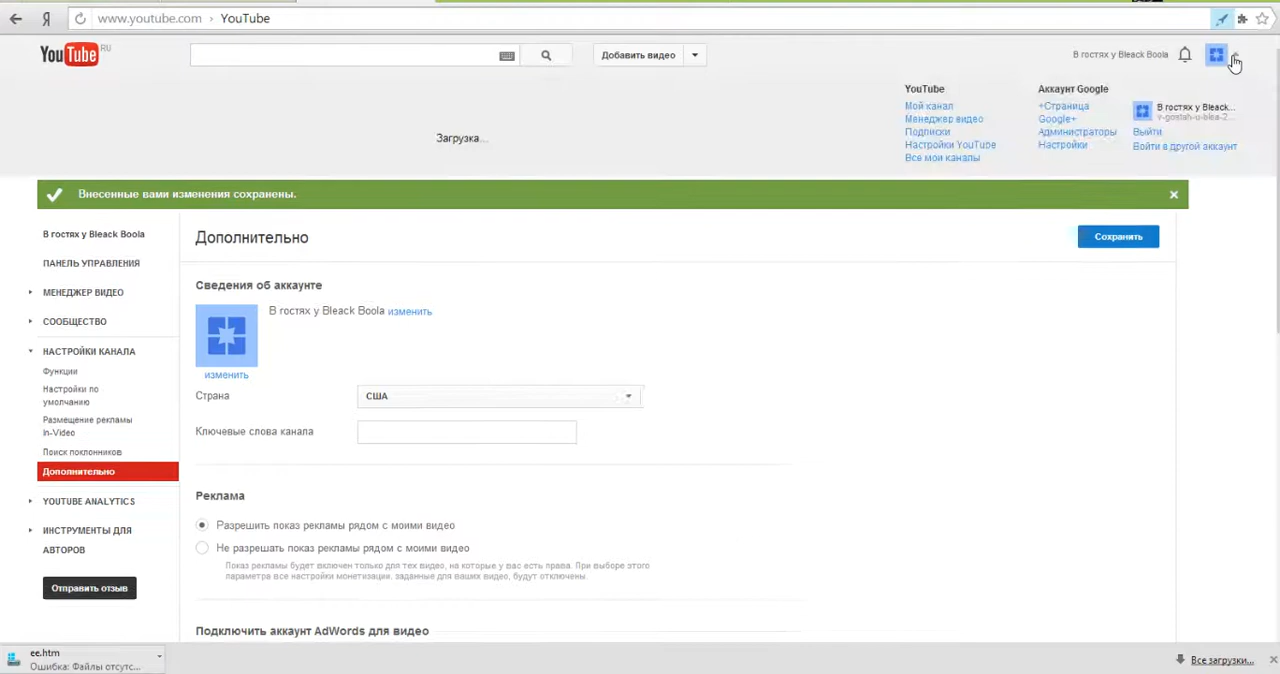 www.youtube.com › YouTube
YouTube RU
Добавить видео
В гостях у Bleack Boola
YouTube
Мой канал
Менеджер видео
Подписки
Настройки YouTube
Все мои каналы
Аккаунт Google
+Страница
Google+
Администраторы
Настройки
В гостях у Bleack...
v-gostah-u-blea-2...
Выйти
Войти в другой аккаунт
Загрузка...
Внесенные вами изменения сохранены.
В гостях у Bleack Boola
ПАНЕЛЬ УПРАВЛЕНИЯ
МЕНЕДЖЕР ВИДЕО
СООБЩЕСТВО
НАСТРОЙКИ КАНАЛА
Функции
Настройки по
умолчанию
Размещение рекламы
In-Video
Поиск поклонников
Дополнительно
YOUTUBE ANALYTICS
ИНСТРУМЕНТЫ ДЛЯ
АВТОРОВ
Отправить отзыв
Дополнительно
Сохранить
Сведения об аккаунте
В гостях у Bleack Boola изменить
изменить
Страна
США
Ключевые слова канала
Реклама
Разрешить показ рекламы рядом с моими видео
Не разрешать показ рекламы рядом с моими видео
Показ рекламы будет включен только для тех видео, на которые у вас есть права. При выборе этого
параметра все настройки монетизации, заданные для ваших видео, будут отключены.
Подключить аккаунт AdWords для видео
ee.htm
Ошибка: Файлы отсутс...
Все загрузки...